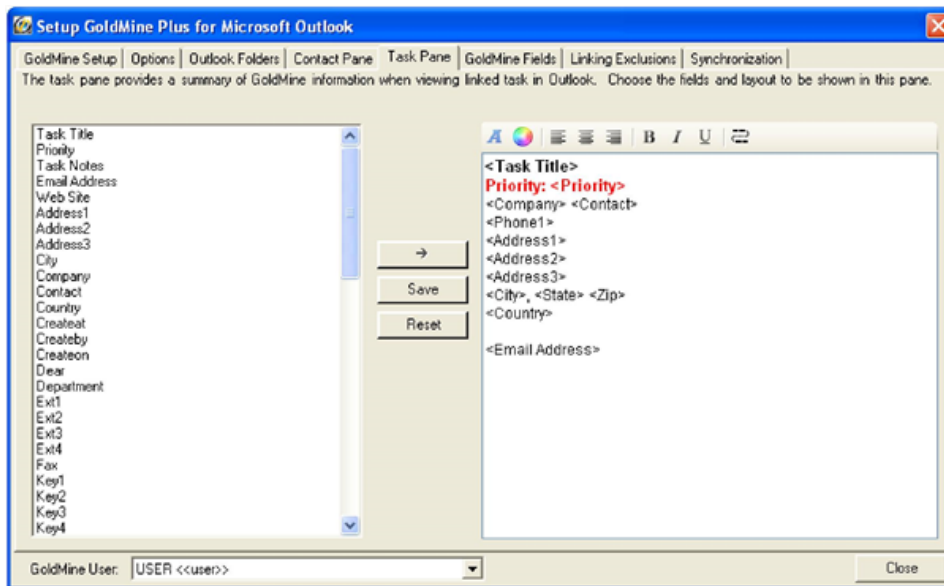 Setup GoldMine Plus for Microsoft Outlook
GoldMine Setup Options Outlook Folders Contact Pane Task Pane GoldMine Fields Linking Exclusions Synchronization
The task pane provides a summary of GoldMine information when viewing linked task in Outlook. Choose the fields and layout to be shown in this pane.
Task Title
Priority
Task Notes
Email Address
Web Site
Address1
Address2
Address3
City
Company
Contact
Country
Createat
Createby
Createon
Dear
Department
Ext1
Ext2
Ext3
Ext4
Fax
Key1
Key2
Key3
Key4
→
Save
Reset
A B I U
<Task Title>
Priority: <Priority>
<Company> <Contact>
<Phone1>
<Address1>
<Address2>
<Address3>
<City>, <State> <Zip>
<Country>
<Email Address>
GoldMine User: USER <<user>>
Close